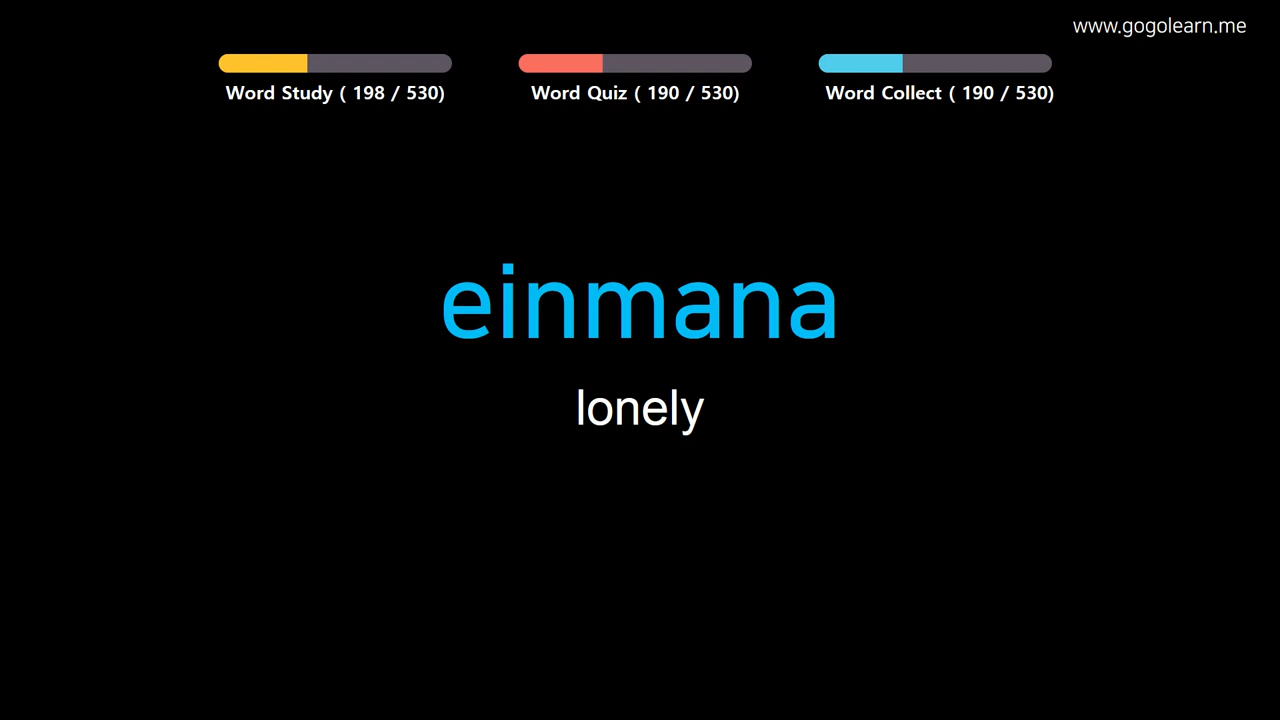 www.gogolearn.me
Word Study ( 198 / 530)
Word Quiz ( 190 / 530)
Word Collect ( 190 / 530)
einmana
lonely